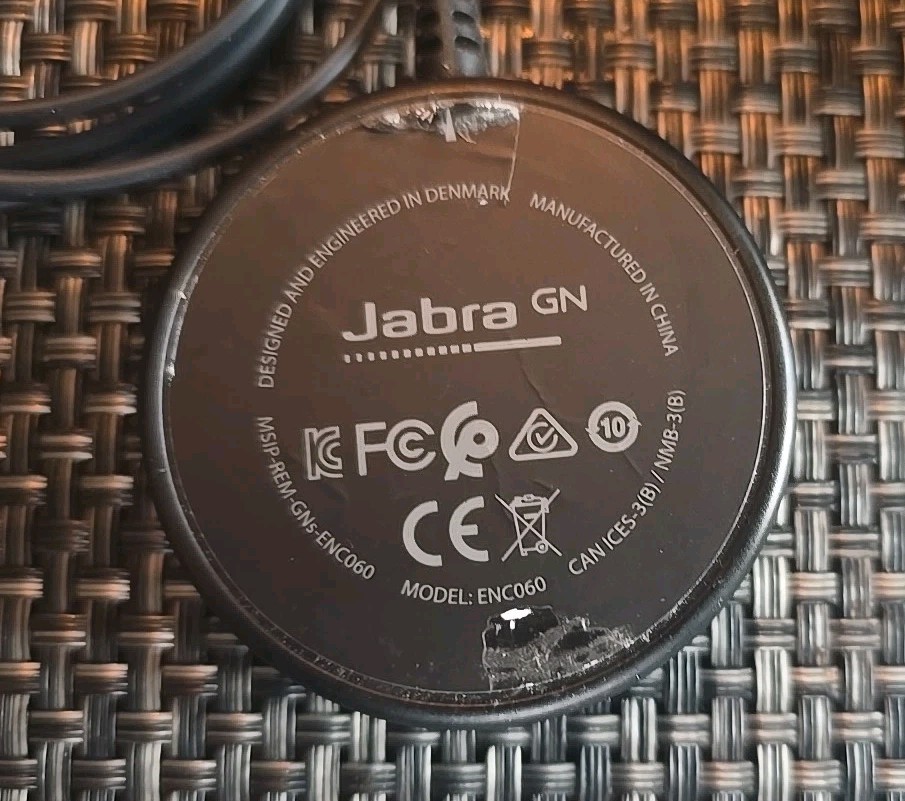 DESIGNED AND ENGINEERED IN DENMARK
MANUFACTURED IN CHINA
Jabra GN
FC
10
CE
MSIP-REM-GNs-ENC060
MODEL: ENC060
CAN ICES-3(B) / NMB-3(B)